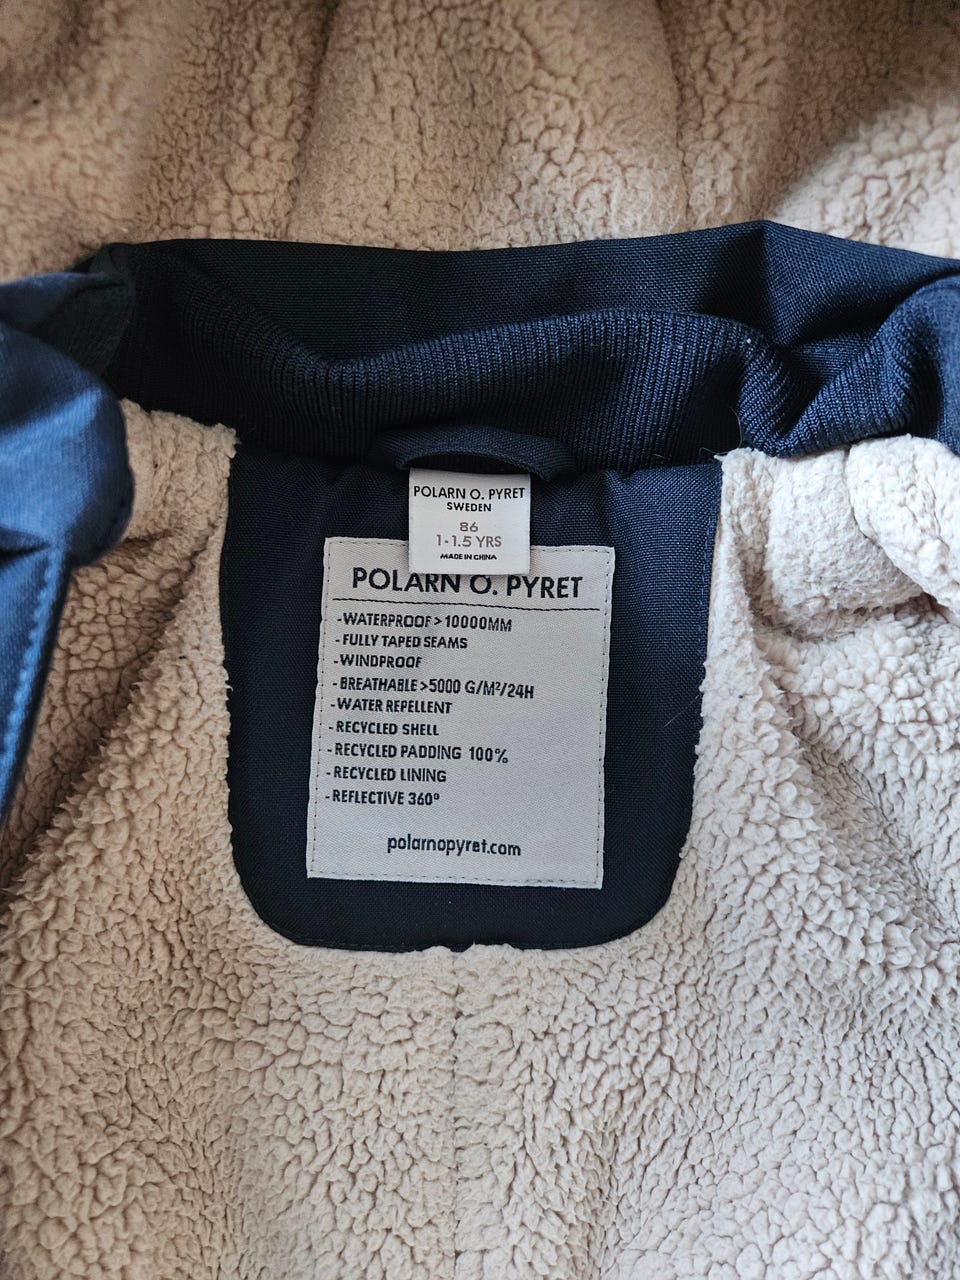 POLARN O. PYRET
SWEDEN
86
1-1.5 YRS
MADE IN CHINA
POLARN O. PYRET
-WATERPROOF > 10000MM
-FULLY TAPED SEAMS
-WINDPROOF
-BREATHABLE >5000 G/M²/24H
-WATER REPELLENT
-RECYCLED SHELL
-RECYCLED PADDING 100%
-RECYCLED LINING
-REFLECTIVE 360°
polarnopyret.com